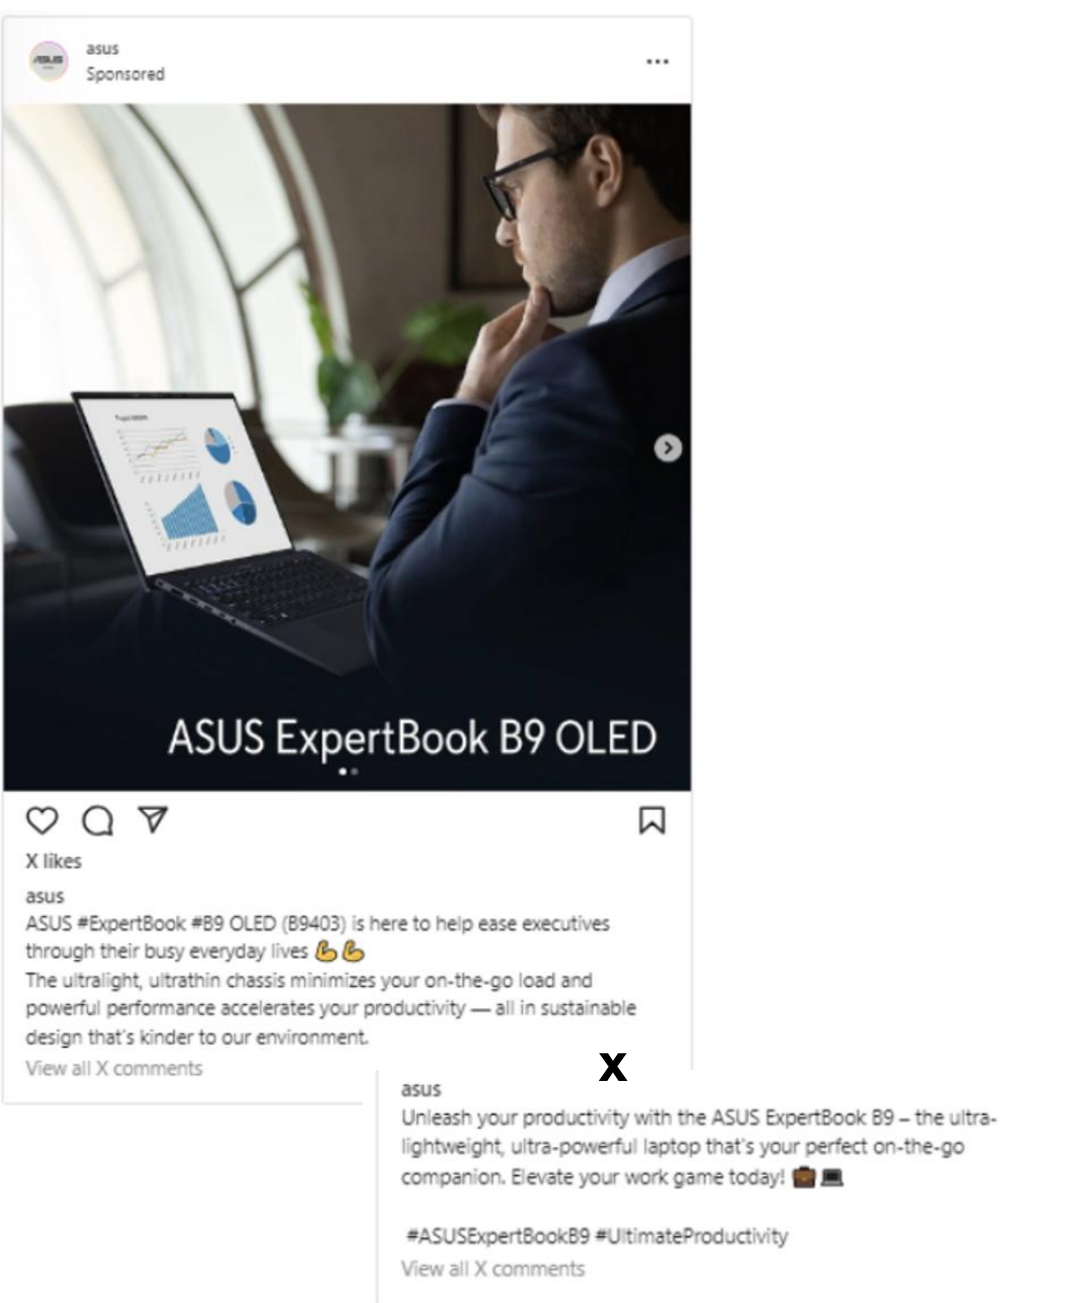 asus
Sponsored
ASUS
ASUS ExpertBook B9 OLED
X likes
asus
ASUS #ExpertBook #B9 OLED (B9403) is here to help ease executives
through their busy everyday lives 💪💪
The ultralight, ultrathin chassis minimizes your on-the-go load and
powerful performance accelerates your productivity — all in sustainable
design that's kinder to our environment.
View all X comments
X
asus
Unleash your productivity with the ASUS ExpertBook B9 – the ultra-
lightweight, ultra-powerful laptop that's your perfect on-the-go
companion. Elevate your work game today! 💼💻
#ASUSExpertBookB9 #UltimateProductivity
View all X comments